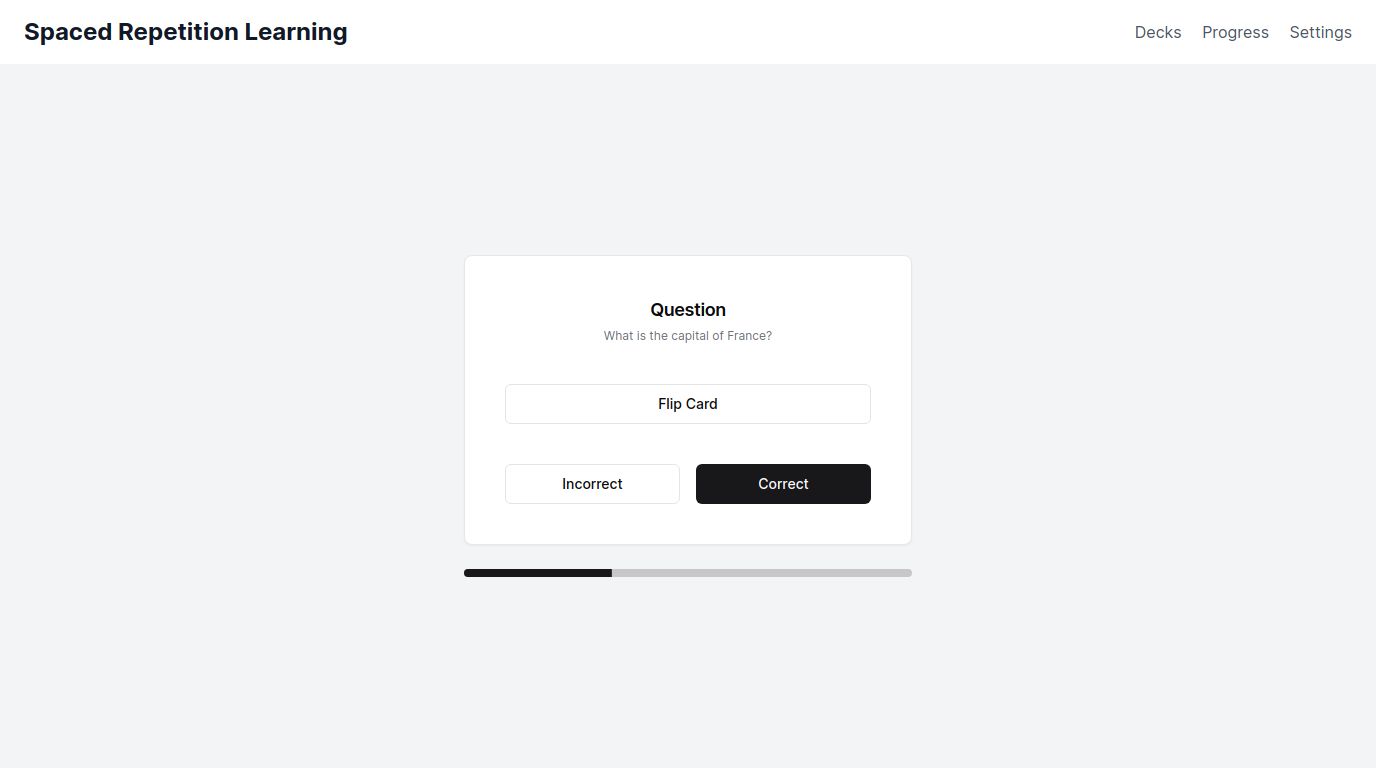 Spaced Repetition Learning
Decks Progress Settings
Question
What is the capital of France?
Flip Card
Incorrect Correct